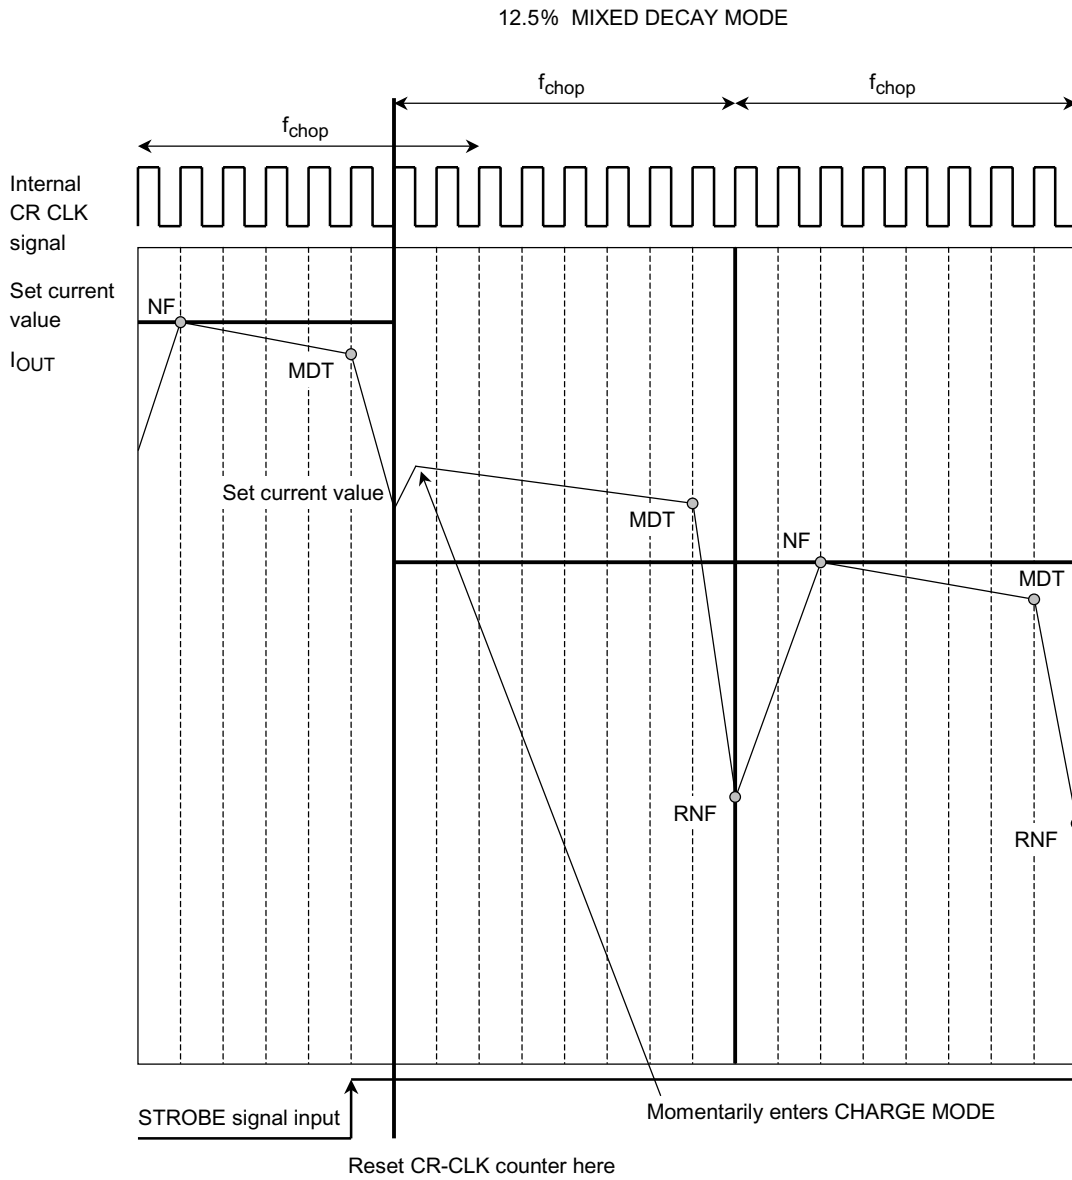 12.5% MIXED DECAY MODE
fchop
fchop
fchop
Internal
CR CLK
signal
Set current
value
IOUT
NF
MDT
Set current value
MDT
NF
MDT
RNF
RNF
STROBE signal input
Momentarily enters CHARGE MODE
Reset CR-CLK counter here